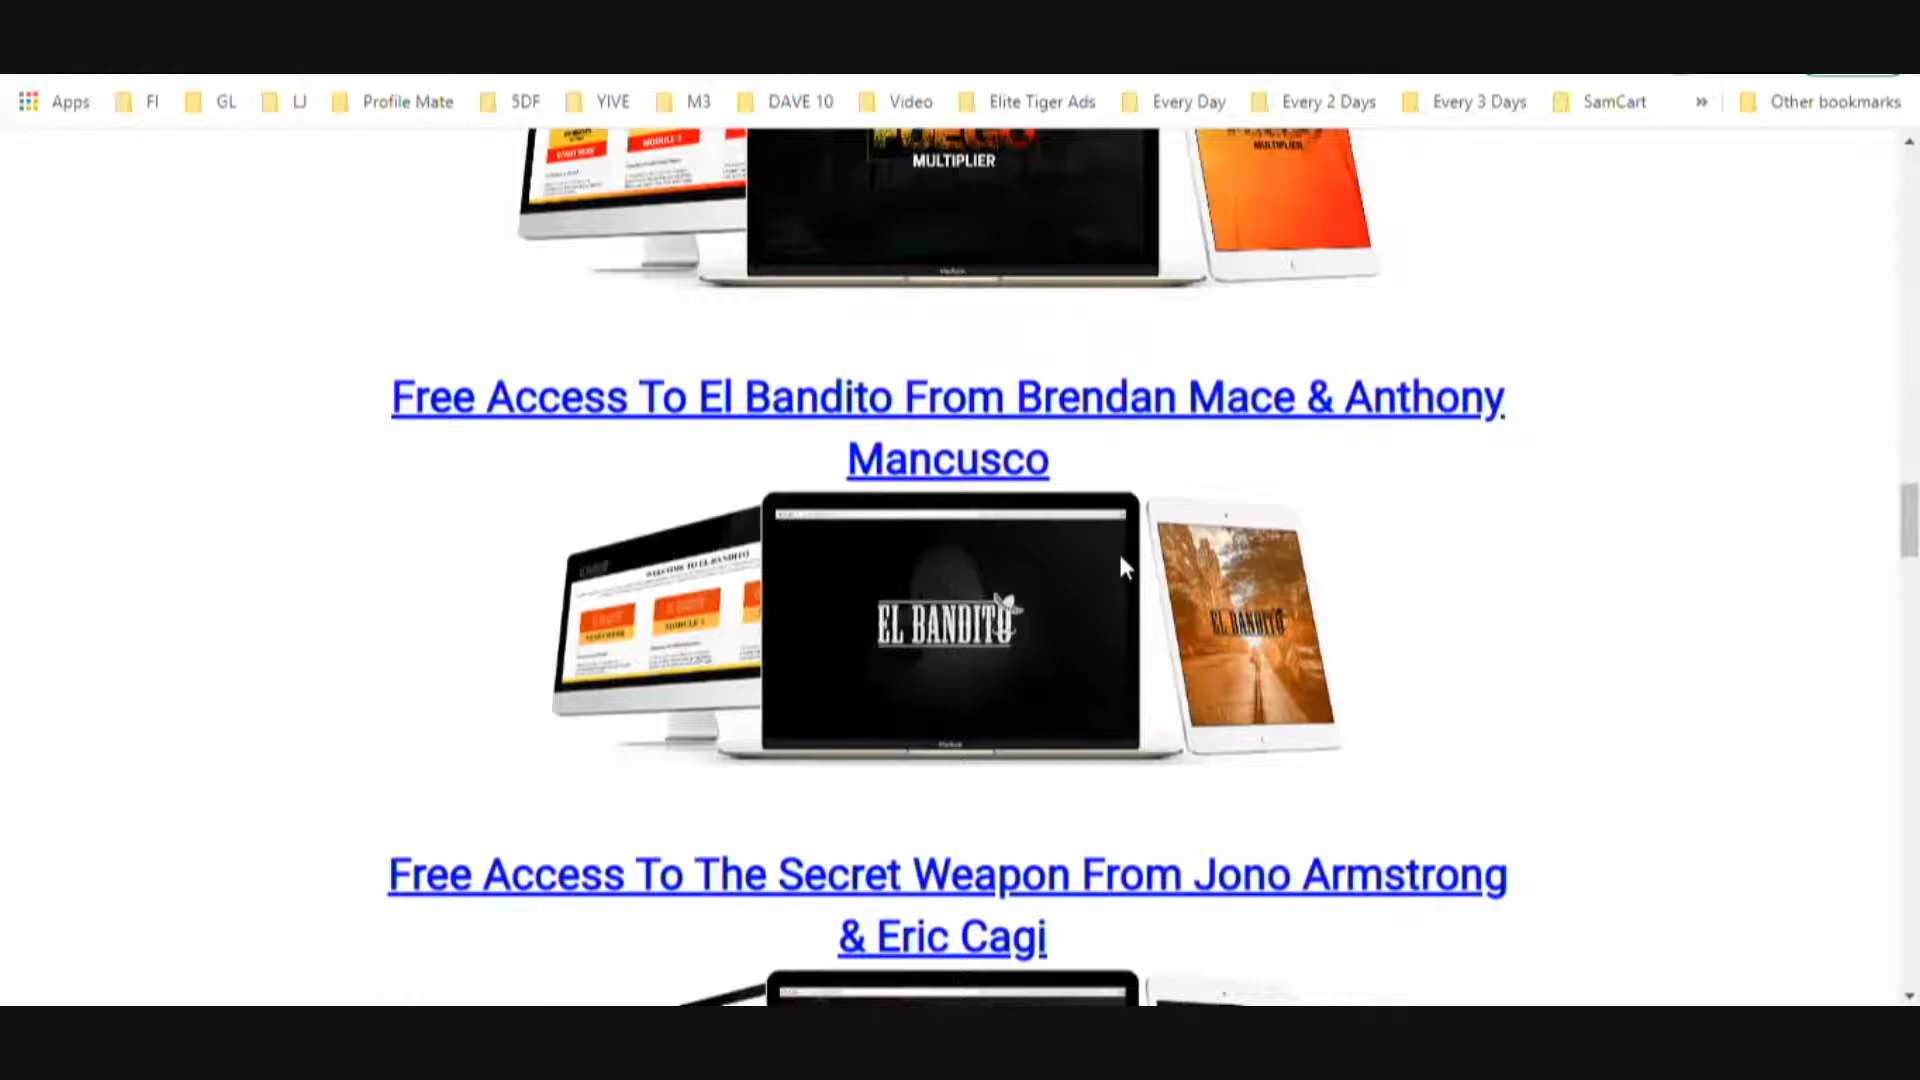 Apps FI GL LJ Profile Mate 5DF YIVE M3 DAVE 10 Video Elite Tiger Ads Every Day Every 2 Days Every 3 Days SamCart » Other bookmarks
START HERE
MODULE 2
MULTIPLIER
MULTIPLIER
Free Access To El Bandito From Brendan Mace & Anthony
Mancusco
WELCOME TO EL BANDITO
EL BANDITO
EL BANDITO
Free Access To The Secret Weapon From Jono Armstrong
& Eric Cagi